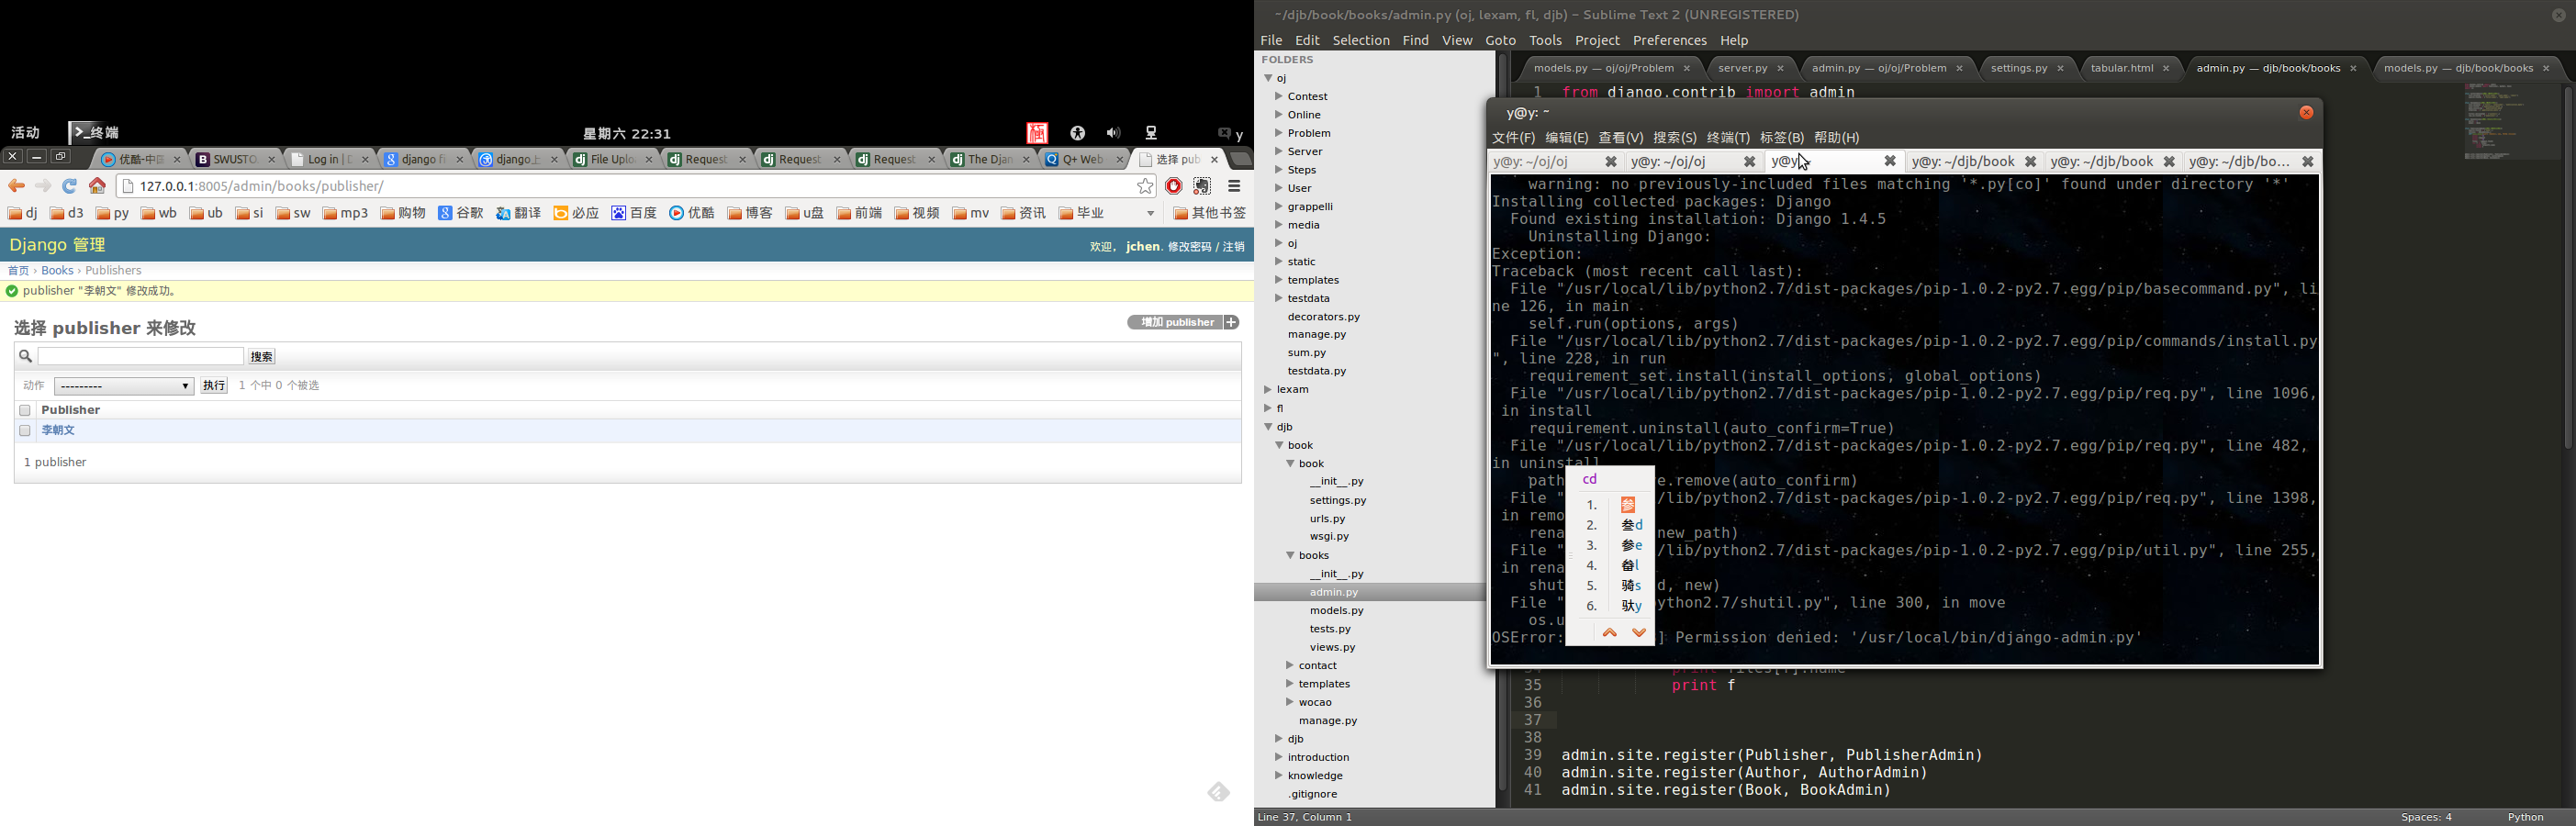 活动
终端
星期六 22:31
y
优酷-中国
SWUSTO
Log in | D
django fi
django上
File Uplo
Request
Request
Request
The Djan
Q+ Web
选择 pub
127.0.0.1:8005/admin/books/publisher/
dj
d3
py
wb
ub
si
sw
mp3
购物
谷歌
翻译
必应
百度
优酷
博客
u盘
前端
视频
mv
资讯
毕业
其他书签
Django 管理
欢迎， jchen. 修改密码 / 注销
首页 › Books › Publishers
publisher "李朝文" 修改成功。
选择 publisher 来修改
增加 publisher
搜索
动作
---------
执行
1 个中 0 个被选
Publisher
李朝文
1 publisher
~/djb/book/books/admin.py (oj, lexam, fl, djb) – Sublime Text 2 (UNREGISTERED)
File Edit Selection Find View Goto Tools Project Preferences Help
FOLDERS
oj
Contest
Online
Problem
Server
Steps
User
grappelli
media
oj
static
templates
testdata
decorators.py
manage.py
sum.py
testdata.py
lexam
fl
djb
book
book
__init__.py
settings.py
urls.py
wsgi.py
books
__init__.py
admin.py
models.py
tests.py
views.py
contact
templates
wocao
manage.py
djb
introduction
knowledge
.gitignore
models.py — oj/oj/Problem
server.py
admin.py — oj/oj/Problem
settings.py
tabular.html
admin.py — djb/book/books
models.py — djb/book/books
1 from django.contrib import admin
y@y: ~
文件(F) 编辑(E) 查看(V) 搜索(S) 终端(T) 标签(B) 帮助(H)
y@y: ~/oj/oj
y@y: ~/oj/oj
y@y:
y@y: ~/djb/book
y@y: ~/djb/book
y@y: ~/djb/bo...
warning: no previously-included files matching '*.py[co]' found under directory '*'
Installing collected packages: Django
Found existing installation: Django 1.4.5
Uninstalling Django:
Exception:
Traceback (most recent call last):
File "/usr/local/lib/python2.7/dist-packages/pip-1.0.2-py2.7.egg/pip/basecommand.py", li
ne 126, in main
self.run(options, args)
File "/usr/local/lib/python2.7/dist-packages/pip-1.0.2-py2.7.egg/pip/commands/install.py
", line 228, in run
requirement_set.install(install_options, global_options)
File "/usr/local/lib/python2.7/dist-packages/pip-1.0.2-py2.7.egg/pip/req.py", line 1096,
in install
requirement.uninstall(auto_confirm=True)
File "/usr/local/lib/python2.7/dist-packages/pip-1.0.2-py2.7.egg/pip/req.py", line 482,
in uninstall
path e.remove(auto_confirm)
File " /lib/python2.7/dist-packages/pip-1.0.2-py2.7.egg/pip/req.py", line 1398,
in remo
rena new_path)
File " /lib/python2.7/dist-packages/pip-1.0.2-py2.7.egg/pip/util.py", line 255,
in rena
shut d, new)
File " ython2.7/shutil.py", line 300, in move
os.u
OSError: ] Permission denied: '/usr/local/bin/django-admin.py'
cd
1. 参
2. 叁d
3. 参e
4. 畚l
5. 骑s
6. 驮y
34 print files[f].name
35 print f
36
37
38
39 admin.site.register(Publisher, PublisherAdmin)
40 admin.site.register(Author, AuthorAdmin)
41 admin.site.register(Book, BookAdmin)
Line 37, Column 1
Spaces: 4
Python